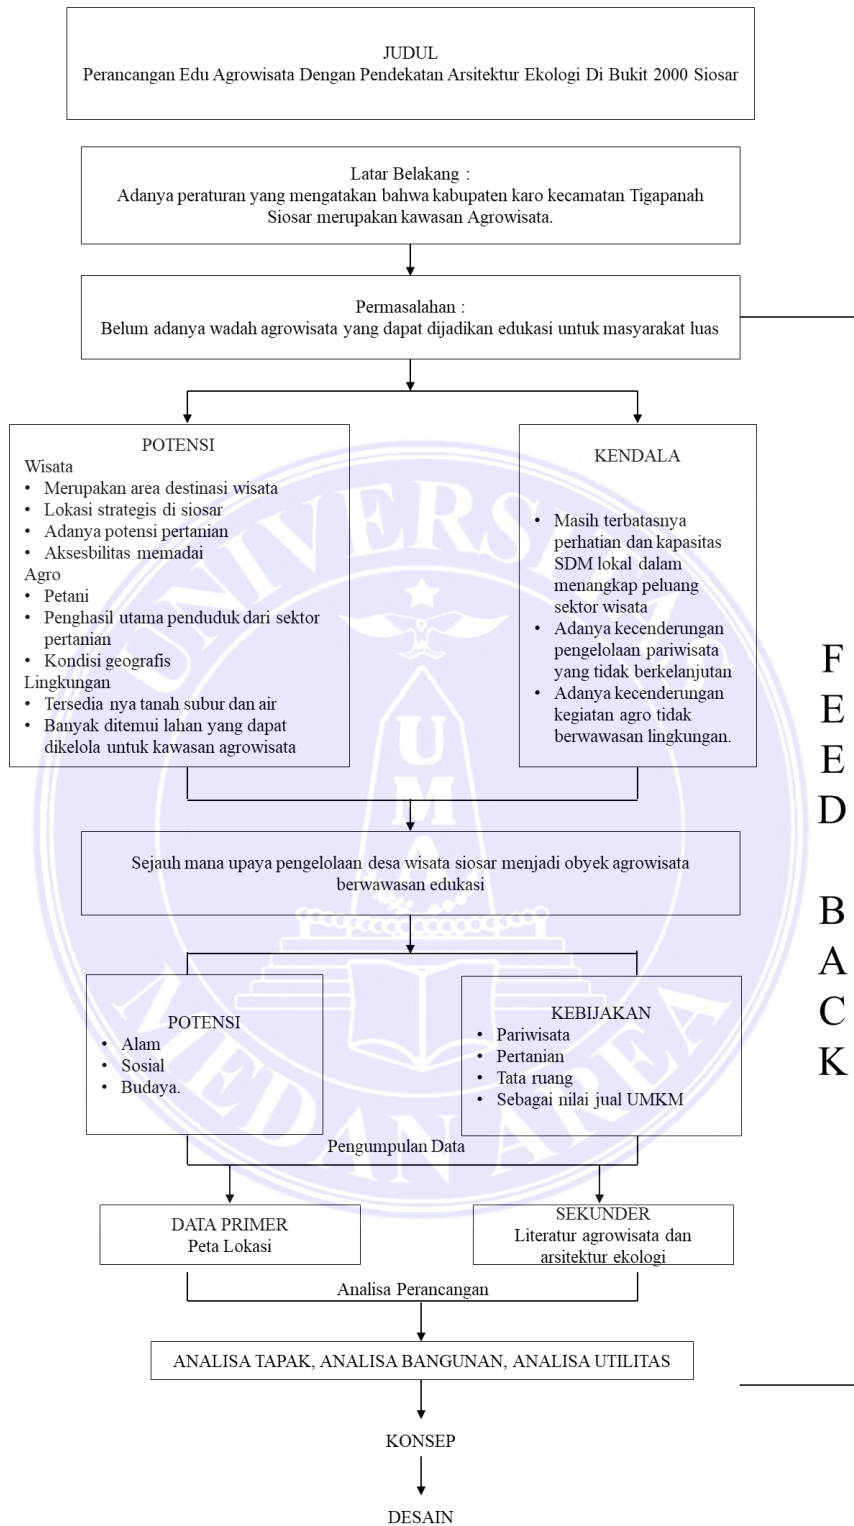 JUDUL
Perancangan Edu Agrowisata Dengan Pendekatan Arsitektur Ekologi Di Bukit 2000 Siosar
Latar Belakang :
Adanya peraturan yang mengatakan bahwa kabupaten karo kecamatan Tigapanah
Siosar merupakan kawasan Agrowisata.
Permasalahan :
Belum adanya wadah agrowisata yang dapat dijadikan edukasi untuk masyarakat luas
POTENSI
Wisata
• Merupakan area destinasi wisata
• Lokasi strategis di siosar
• Adanya potensi pertanian
• Aksesbilitas memadai
Agro
• Petani
• Penghasil utama penduduk dari sektor
pertanian
• Kondisi geografis
Lingkungan
• Tersedia nya tanah subur dan air
• Banyak ditemui lahan yang dapat
dikelola untuk kawasan agrowisata
KENDALA
• Masih terbatasnya
perhatian dan kapasitas
SDM lokal dalam
menangkap peluang
sektor wisata
• Adanya kecenderungan
pengelolaan pariwisata
yang tidak berkelanjutan
• Adanya kecenderungan
kegiatan agro tidak
berwawasan lingkungan.
Sejauh mana upaya pengelolaan desa wisata siosar menjadi obyek agrowisata
berwawasan edukasi
POTENSI
• Alam
• Sosial
• Budaya.
KEBIJAKAN
• Pariwisata
• Pertanian
• Tata ruang
• Sebagai nilai jual UMKM
Pengumpulan Data
DATA PRIMER
Peta Lokasi
SEKUNDER
Literatur agrowisata dan
arsitektur ekologi
Analisa Perancangan
ANALISA TAPAK, ANALISA BANGUNAN, ANALISA UTILITAS
KONSEP
DESAIN
FEED BACK
UNIVERSITAS
UMA
MEDAN AREA